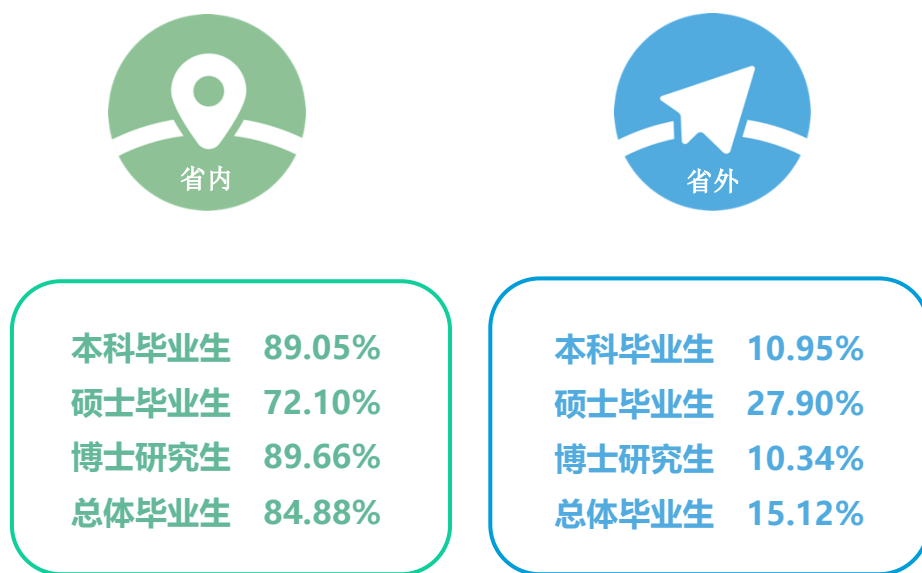 省内
省外
本科毕业生 89.05%
硕士毕业生 72.10%
博士研究生 89.66%
总体毕业生 84.88%
本科毕业生 10.95%
硕士毕业生 27.90%
博士研究生 10.34%
总体毕业生 15.12%